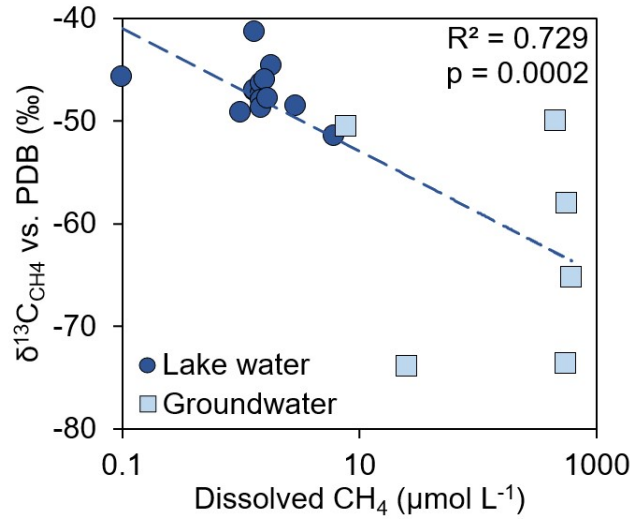 -40
-50
-60
-70
-80
δ¹³C_CH4 vs. PDB (‰)
R² = 0.729
p = 0.0002
Lake water
Groundwater
0.1
10
1000
Dissolved CH₄ (µmol L⁻¹)